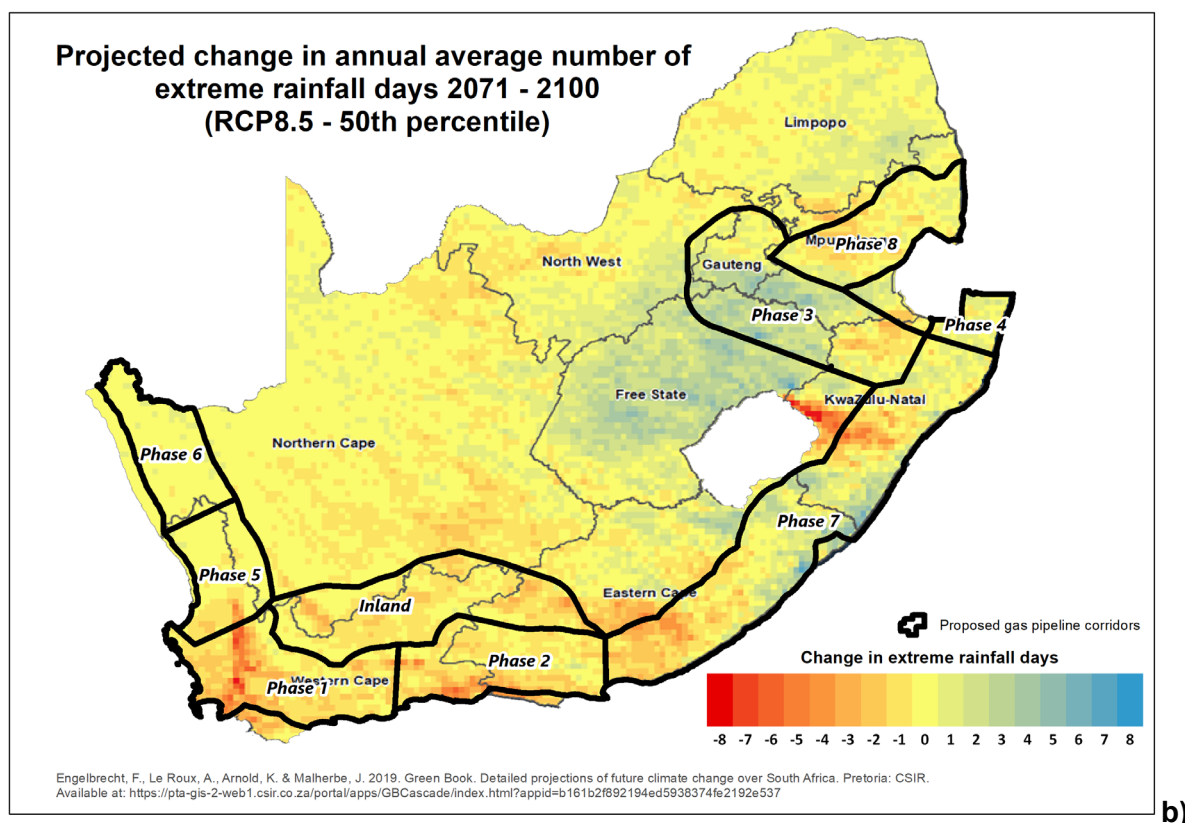 Projected change in annual average number of
extreme rainfall days 2071 - 2100
(RCP8.5 - 50th percentile)
Limpopo
Phase 8
North West
Gauteng
Phase 3
Phase 4
Free State
KwaZulu-Natal
Northern Cape
Phase 6
Phase 7
Phase 5
Inland
Eastern Cape
Phase 2
Phase 1
Western Cape
Proposed gas pipeline corridors
Change in extreme rainfall days
-8 -7 -6 -5 -4 -3 -2 -1 0 1 2 3 4 5 6 7 8
Engelbrecht, F., Le Roux, A., Arnold, K. & Malherbe, J. 2019. Green Book. Detailed projections of future climate change over South Africa. Pretoria: CSIR.
Available at: https://pta-gis-2-web1.csir.co.za/portal/apps/GBCascade/index.html?appid=b161b2f892194ed5938374fe2192e537
b)